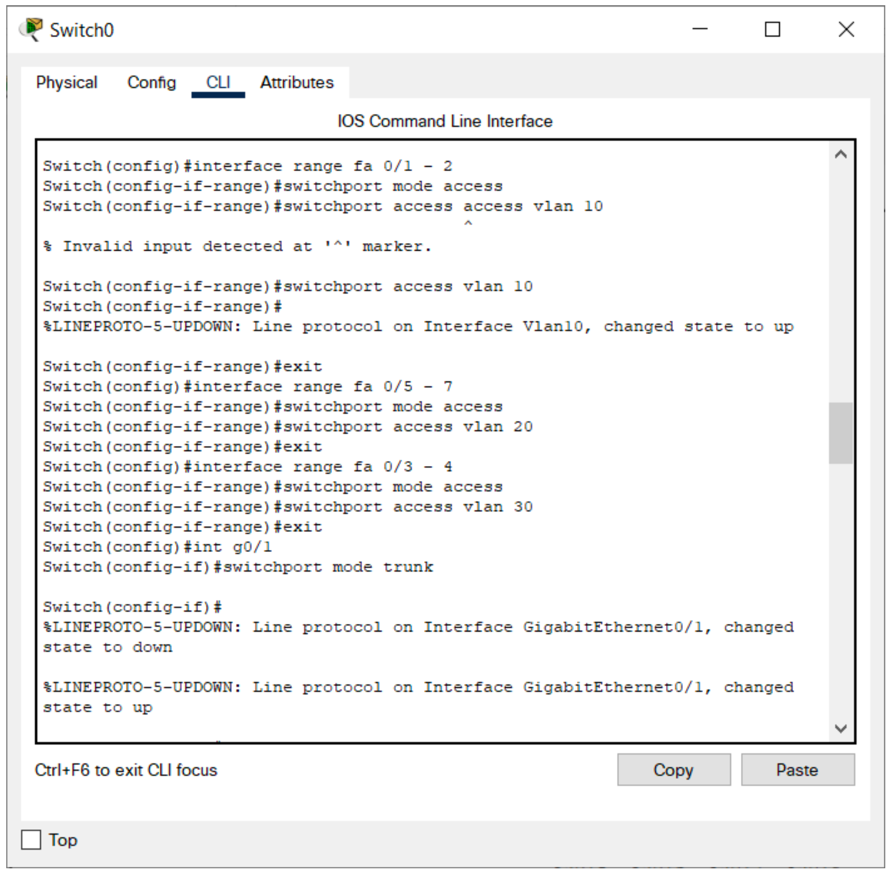 Switch0
Physical Config CLI Attributes
IOS Command Line Interface
Switch(config)#interface range fa 0/1 - 2
Switch(config-if-range)#switchport mode access
Switch(config-if-range)#switchport access access vlan 10
^
% Invalid input detected at '^' marker.
Switch(config-if-range)#switchport access vlan 10
Switch(config-if-range)#
%LINEPROTO-5-UPDOWN: Line protocol on Interface Vlan10, changed state to up
Switch(config-if-range)#exit
Switch(config)#interface range fa 0/5 - 7
Switch(config-if-range)#switchport mode access
Switch(config-if-range)#switchport access vlan 20
Switch(config-if-range)#exit
Switch(config)#interface range fa 0/3 - 4
Switch(config-if-range)#switchport mode access
Switch(config-if-range)#switchport access vlan 30
Switch(config-if-range)#exit
Switch(config)#int g0/1
Switch(config-if)#switchport mode trunk
Switch(config-if)#
%LINEPROTO-5-UPDOWN: Line protocol on Interface GigabitEthernet0/1, changed
state to down
%LINEPROTO-5-UPDOWN: Line protocol on Interface GigabitEthernet0/1, changed
state to up
Ctrl+F6 to exit CLI focus
Copy Paste
Top